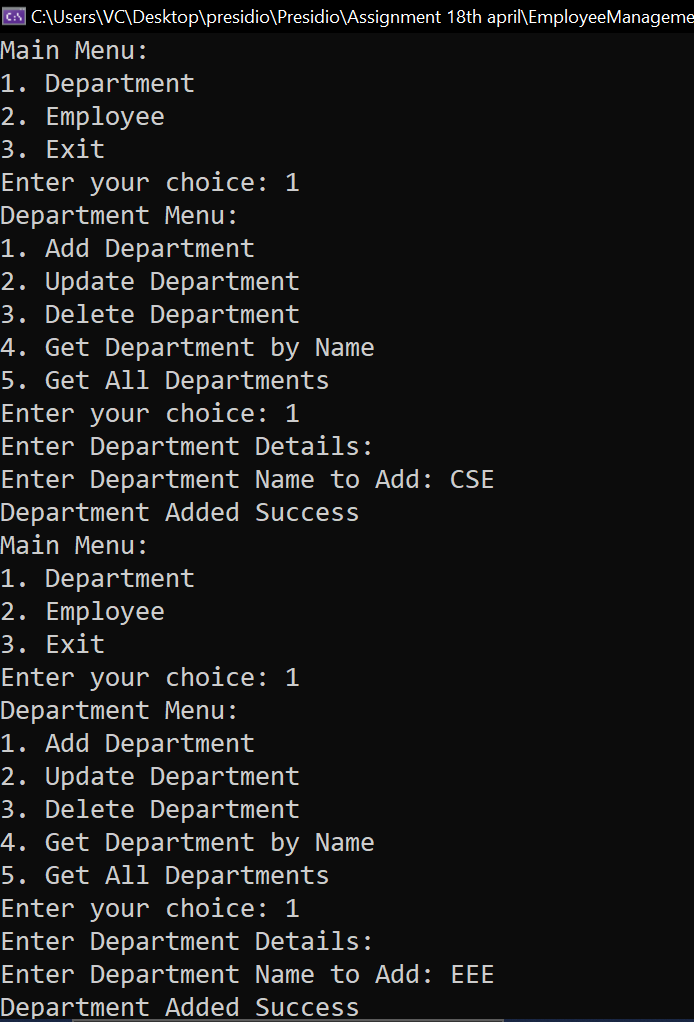 C:\Users\VC\Desktop\presidio\Presidio\Assignment 18th april\EmployeeManageme
Main Menu:
1. Department
2. Employee
3. Exit
Enter your choice: 1
Department Menu:
1. Add Department
2. Update Department
3. Delete Department
4. Get Department by Name
5. Get All Departments
Enter your choice: 1
Enter Department Details:
Enter Department Name to Add: CSE
Department Added Success
Main Menu:
1. Department
2. Employee
3. Exit
Enter your choice: 1
Department Menu:
1. Add Department
2. Update Department
3. Delete Department
4. Get Department by Name
5. Get All Departments
Enter your choice: 1
Enter Department Details:
Enter Department Name to Add: EEE
Department Added Success